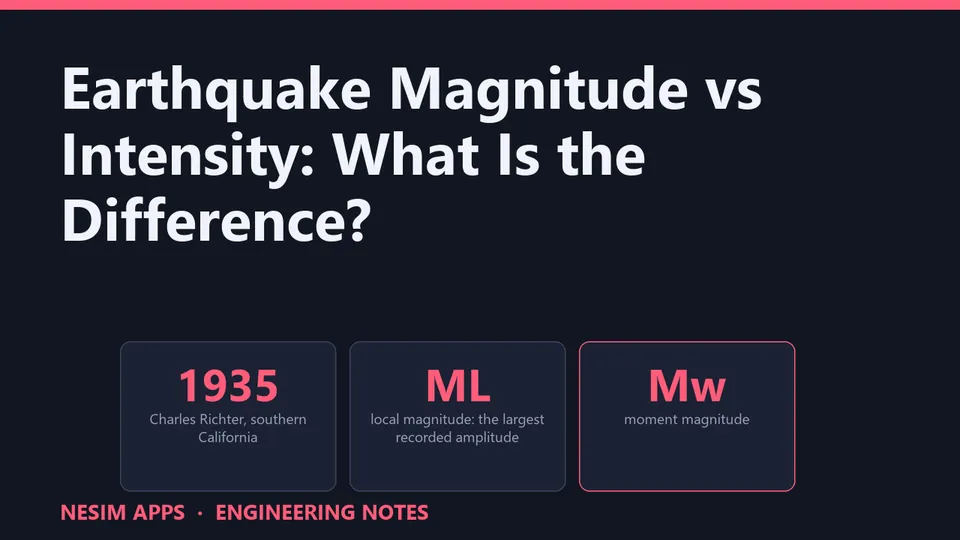 Earthquake Magnitude vs
Intensity: What Is the
Difference?
1935
Charles Richter, southern
California
ML
local magnitude: the largest
recorded amplitude
Mw
moment magnitude
NESIM APPS · ENGINEERING NOTES